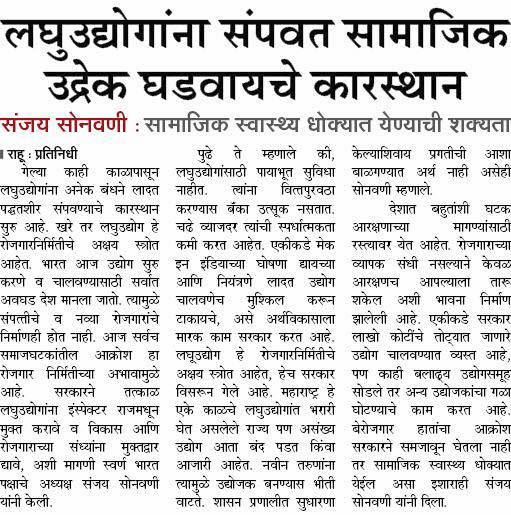 लघुउद्योगांना संपवत सामाजिक
उद्रेक घडवायचे कारस्थान
संजय सोनवणी : सामाजिक स्वास्थ्य धोक्यात येण्याची शक्यता
राहू : प्रतिनिधी
गेल्या काही काळापासून
लघुउद्योगांना अनेक बंधने लादत
पद्धतशीर संपवण्याचे कारस्थान
सुरु आहे. खरे तर लघुउद्योग हे
रोजगारनिर्मितीचे अक्षय स्त्रोत
आहेत. भारत आज उद्योग सुरु
करणे व चालवण्यासाठी सर्वात
अवघड देश मानला जातो. त्यामुळे
संपत्तीचे व नव्या रोजगारांचे
निर्माणही होत नाही. आज सर्वच
समाजघटकांतील आक्रोश हा
रोजगार निर्मितीच्या अभावामुळे
आहे. सरकारने तत्काळ
लघुउद्योगांना इंस्पेक्टर राजमधून
मुक्त करावे व विकास आणि
रोजगाराच्या संध्यांना मुक्तद्वार
द्यावे, अशी मागणी स्वर्ण भारत
पक्षाचे अध्यक्ष संजय सोनवणी
यांनी केली.
पुढे ते म्हणाले की,
लघुउद्योगांसाठी पायाभूत सुविधा
नाहीत. त्यांना वित्तपुरवठा
करण्यास बँका उत्सूक नसतात.
चढे व्याजदर त्यांची स्पर्धात्मकता
कमी करत आहेत. एकीकडे मेक
इन इंडियाच्या घोषणा द्यायच्या
आणि नियंत्रणे लादत उद्योग
चालवणेच मुश्किल करून
टाकायचे, असे अर्थविकासाला
मारक काम सरकार करत आहे.
लघुउद्योग हे रोजगारनिर्मितीचे
अक्षय स्त्रोत आहेत, हेच सरकार
विसरून गेले आहे. महाराष्ट्र हे
एके काळचे लघुउद्योगांत भरारी
घेत असलेले राज्य पण असंख्य
उद्योग आता बंद पडत किंवा
आजारी आहेत. नवीन तरुणांना
त्यामुळे उद्योजक बनण्यास भीती
वाटते. शासन प्रणालीत सुधारणा
केल्याशिवाय प्रगतीची आशा
बाळगण्यात अर्थ नाही असेही
सोनवणी म्हणाले.
देशात बहुतांशी घटक
आरक्षणाच्या मागण्यांसाठी
रस्त्यावर येत आहेत. रोजगाराच्या
व्यापक संधी नसल्याने केवळ
आरक्षणच आपल्याला तारू
शकेल अशी भावना निर्माण
झालेली आहे. एकीकडे सरकार
लाखो कोटींचे तोट्यात जाणारे
उद्योग चालवण्यात व्यस्त आहे,
पण काही बलाढ्य उद्योगसमूह
सोडले तर अन्य उद्योजकांचा गळा
घोटण्याचे काम करत आहे.
बेरोजगार हातांचा आक्रोश
सरकारने समजावून घेतला नाही
तर सामाजिक स्वास्थ्य धोक्यात
येईल असा इशाराही संजय
सोनवणी यांनी दिला.